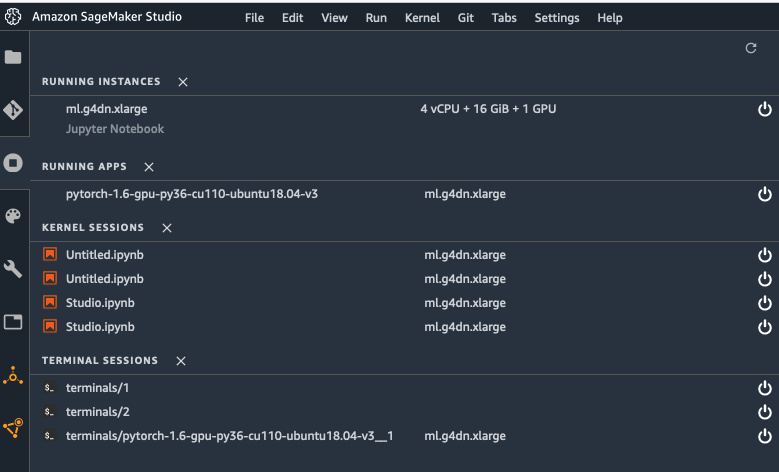 Amazon SageMaker Studio File Edit View Run Kernel Git Tabs Settings Help
RUNNING INSTANCES
ml.g4dn.xlarge 4 vCPU + 16 GiB + 1 GPU
Jupyter Notebook
RUNNING APPS
pytorch-1.6-gpu-py36-cu110-ubuntu18.04-v3 ml.g4dn.xlarge
KERNEL SESSIONS
Untitled.ipynb ml.g4dn.xlarge
Untitled.ipynb ml.g4dn.xlarge
Studio.ipynb ml.g4dn.xlarge
Studio.ipynb ml.g4dn.xlarge
TERMINAL SESSIONS
$_ terminals/1
$_ terminals/2
$_ terminals/pytorch-1.6-gpu-py36-cu110-ubuntu18.04-v3__1 ml.g4dn.xlarge